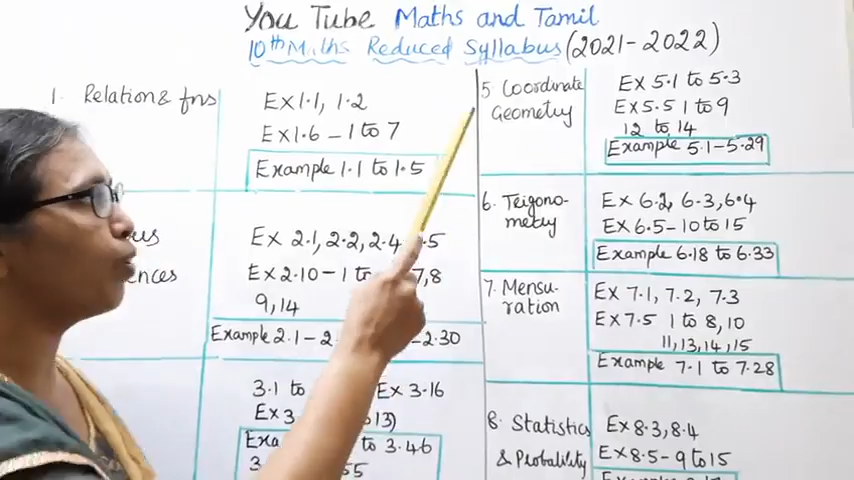 You Tube Maths and Tamil
10th Maths Reduced Syllabus (2021-2022)
1. Relation & fns
Ex 1.1, 1.2
Ex 1.6 - 1 to 7
Example 1.1 to 1.5
Ex 2.1, 2.2, 2.4
Ex 2.10 - 1 to
7,8
9,14
Example 2.1 - 2.
- 2.30
3.1 to
Ex 3.16
to 3.46
5 Coordinate
Geometry
Ex 5.1 to 5.3
Ex 5.5 1 to 9
12 to 14
Example 5.1 - 5.29
6. Trigono-
metry
Ex 6.2, 6.3, 6.4
Ex 6.5 - 10 to 15
Example 6.18 to 6.33
7. Mensu-
ration
Ex 7.1, 7.2, 7.3
Ex 7.5 1 to 8, 10
11, 13, 14, 15
Example 7.1 to 7.28
8. Statistics
& Probability
Ex 8.3, 8.4
Ex 8.5 - 9 to 15